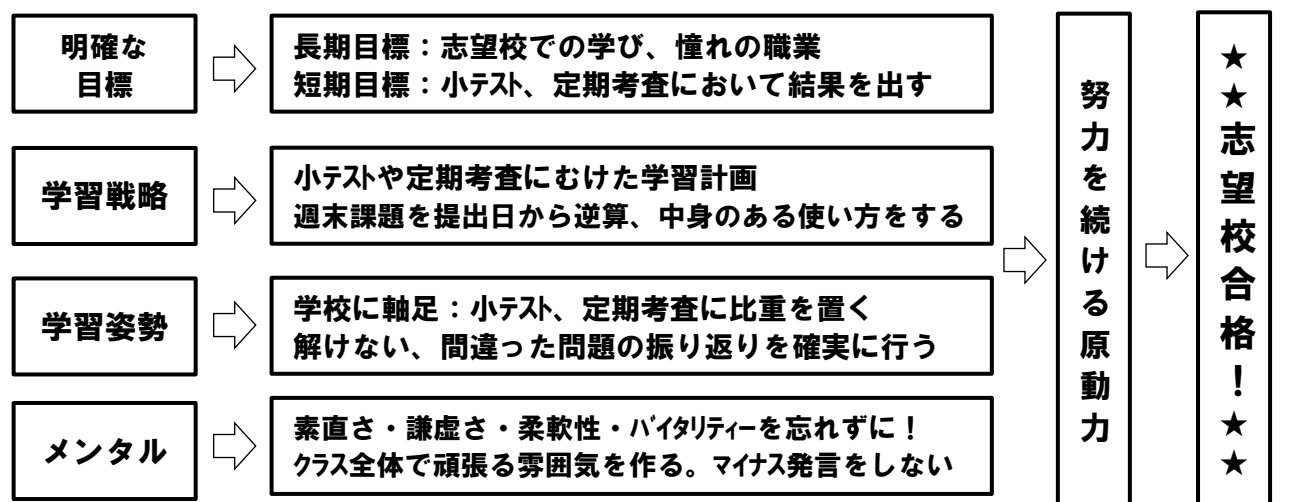 明確な
目標
長期目標：志望校での学び、憧れの職業
短期目標：小テスト、定期考査において結果を出す
学習戦略
小テストや定期考査にむけた学習計画
週末課題を提出日から逆算、中身のある使い方をする
学習姿勢
学校に軸足：小テスト、定期考査に比重を置く
解けない、間違った問題の振り返りを確実に行う
メンタル
素直さ・謙虚さ・柔軟性・バイタリティーを忘れずに！
クラス全体で頑張る雰囲気を作る。マイナス発言をしない
努力を続ける原動力
★★志望校合格！★★